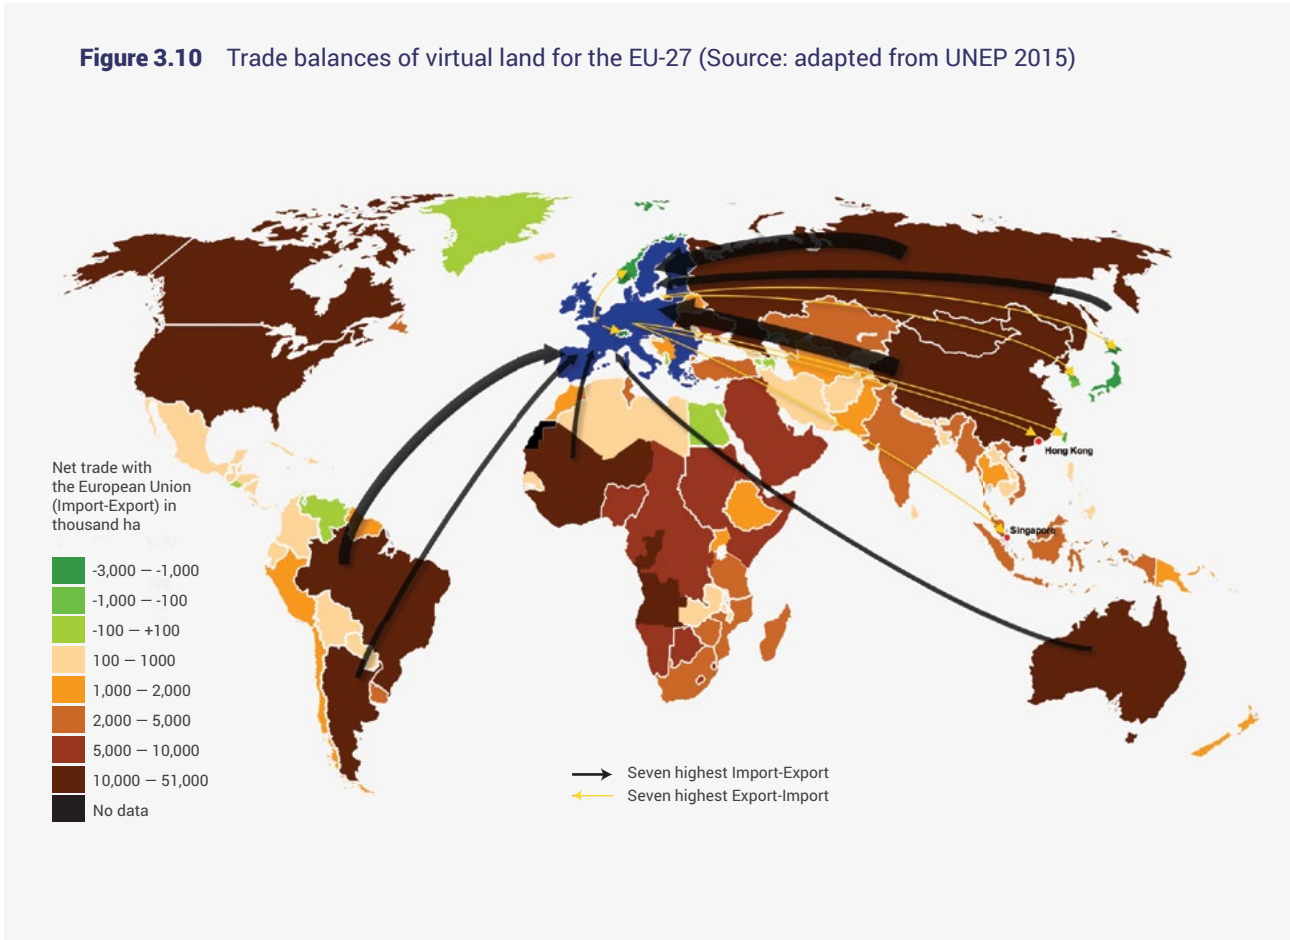 Figure 3.10 Trade balances of virtual land for the EU-27 (Source: adapted from UNEP 2015)
Hong Kong
Singapore
Net trade with
the European Union
(Import-Export) in
thousand ha
-3,000 — -1,000
-1,000 — -100
-100 — +100
100 — 1000
1,000 — 2,000
2,000 — 5,000
5,000 — 10,000
10,000 — 51,000
No data
Seven highest Import-Export
Seven highest Export-Import